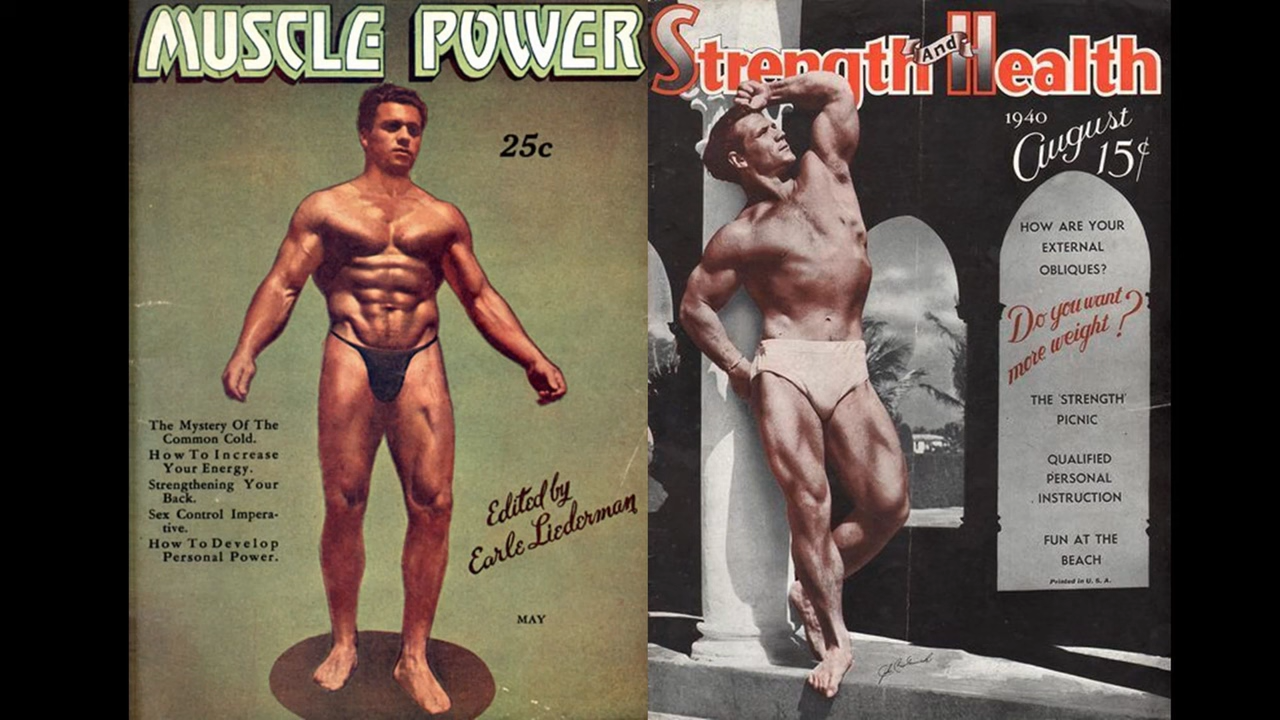 MUSCLE POWER
25c
The Mystery Of The
Common Cold.
How To Increase
Your Energy.
Strengthening Your
Back.
Sex Control Impera-
tive.
How To Develop
Personal Power.
Edited by
Earle Liederman
MAY
Strength And Health
1940
August
15¢
HOW ARE YOUR
EXTERNAL
OBLIQUES?
Do you want
more weight?
THE 'STRENGTH'
PICNIC
QUALIFIED
PERSONAL
INSTRUCTION
FUN AT THE
BEACH
Printed in U. S. A.